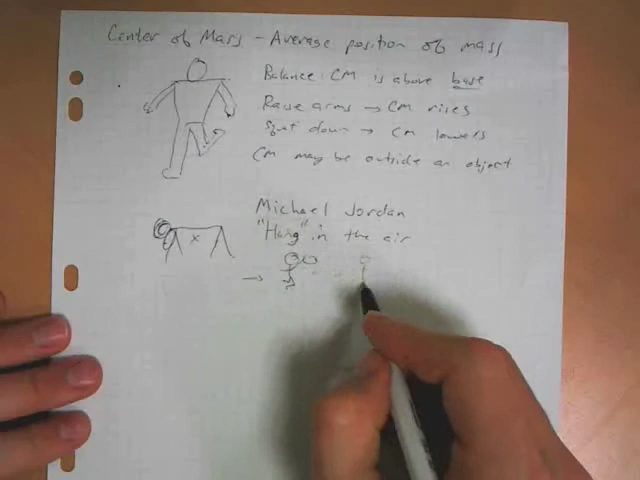 Center of Mass - Average position of mass
Balance: CM is above base
Raise arms → CM rises
Squat down → CM lowers
CM may be outside an object
Michael Jordan
"Hang" in the air